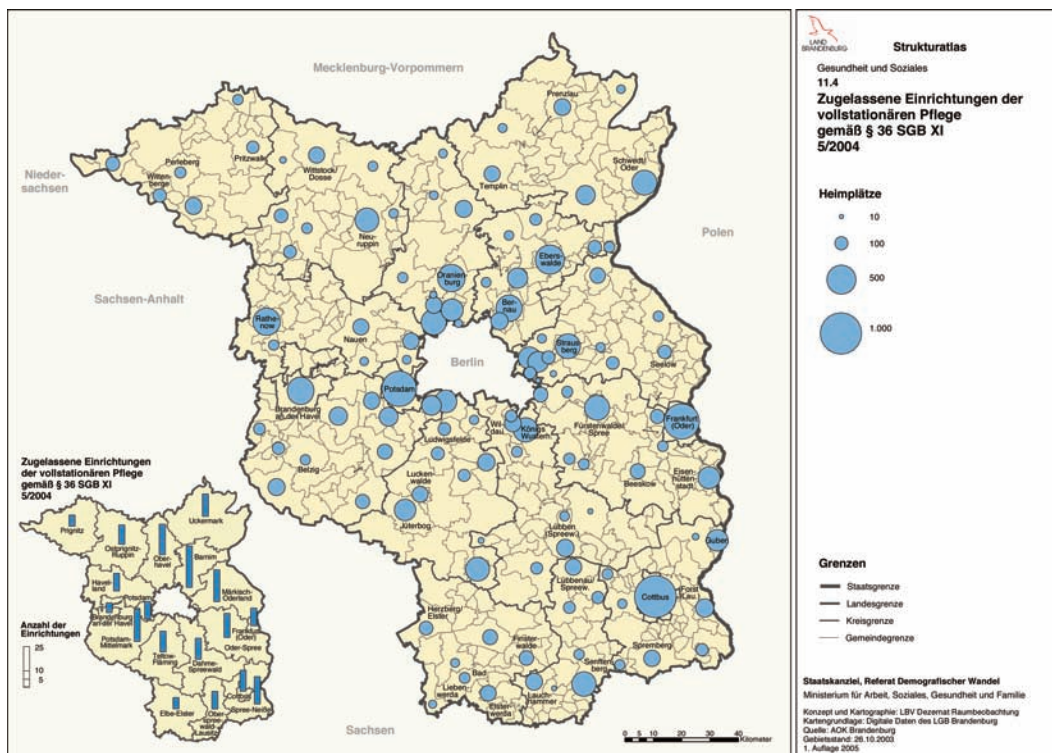 LAND
BRANDENBURG
Strukturatlas
Gesundheit und Soziales
11.4
Zugelassene Einrichtungen der
vollstationären Pflege
gemäß § 36 SGB XI
5/2004
Heimplätze
10
100
500
1.000
Grenzen
Staatsgrenze
Landesgrenze
Kreisgrenze
Gemeindegrenze
Staatskanzlei, Referat Demografischer Wandel
Ministerium für Arbeit, Soziales, Gesundheit und Familie
Konzept und Kartographie: LBV Dezernat Raumbeobachtung
Kartengrundlage: Digitale Daten des LGB Brandenburg
Quelle: AOK Brandenburg
Gebietsstand: 26.10.2003
1. Auflage 2005
Mecklenburg-Vorpommern
Nieder-
sachsen
Sachsen-Anhalt
Polen
Berlin
Sachsen
Prenzlau
Perleberg
Pritzwalk
Witten-
berge
Wittstock/
Dosse
Templin
Schwedt/
Oder
Neu-
ruppin
Ebers-
walde
Oranien-
burg
Ber-
nau
Rathe-
now
Nauen
Straus-
berg
Seelow
Potsdam
Brandenburg
an der Havel
Ludwigsfelde
Wil-
dau
Königs
Wusterh.
Fürstenwalde/
Spree
Frankfurt
(Oder)
Belzig
Lucken-
walde
Beeskow
Eisen-
hütten-
stadt
Jüterbog
Lübben
(Spreew.)
Guben
Lübbenau/
Spreew.
Cottbus
Forst
(Lau.)
Herzberg/
Elster
Finster-
walde
Spremberg
Senften-
berg
Bad
Lieben-
werda
Elster-
werda
Lauch-
hammer
0 10 20 30 40
Kilometer
Zugelassene Einrichtungen
der vollstationären Pflege
gemäß § 36 SGB XI
5/2004
Prignitz
Ostprignitz-
Ruppin
Ober-
havel
Uckermark
Barnim
Havel-
land
Potsdam
Märkisch-
Oderland
Brandenburg
an der Havel
Potsdam-
Mittelmark
Teltow-
Fläming
Dahme-
Spreewald
Frankfurt
(Oder)
Oder-Spree
Cottbus
Spree-Neiße
Elbe-Elster
Ober-
spree-
wald-
Lausitz
Anzahl der
Einrichtungen
25
10
5